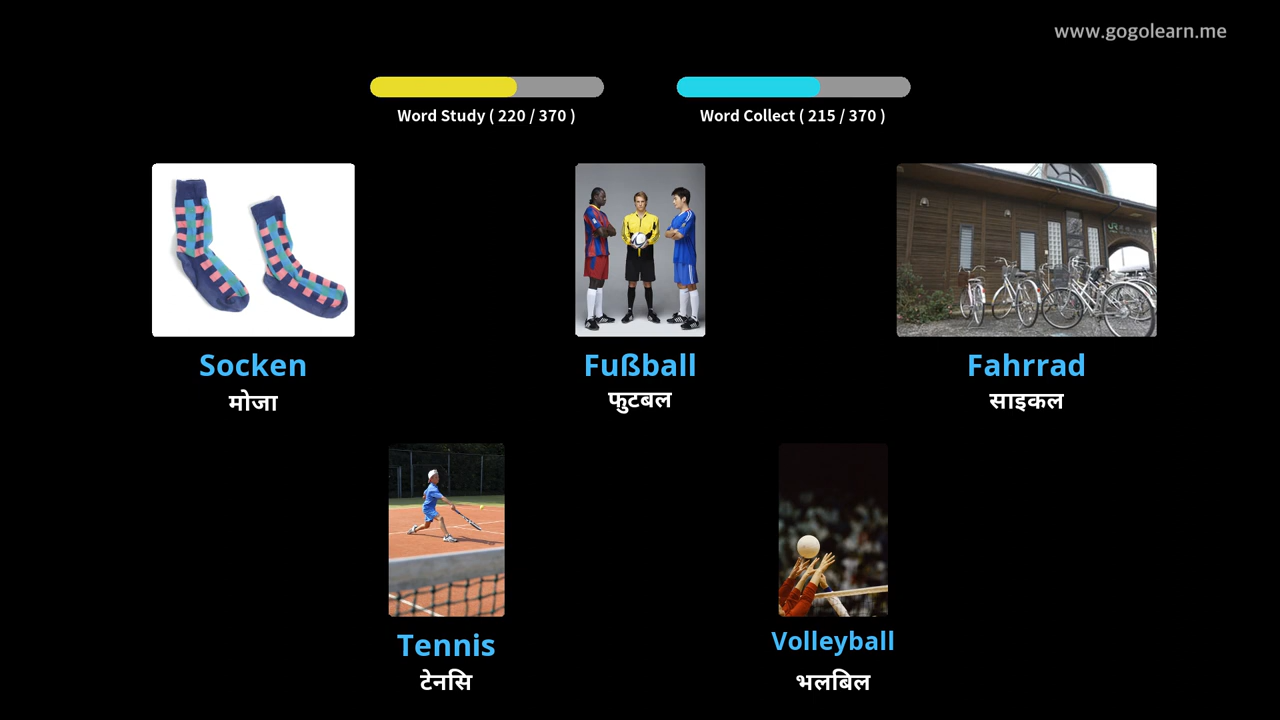 www.gogolearn.me
Word Study ( 220 / 370 )
Word Collect ( 215 / 370 )
Socken
Fußball
Fahrrad
मोजा
फुटबल
साइकल
Tennis
Volleyball
टेनसि
भलबिल